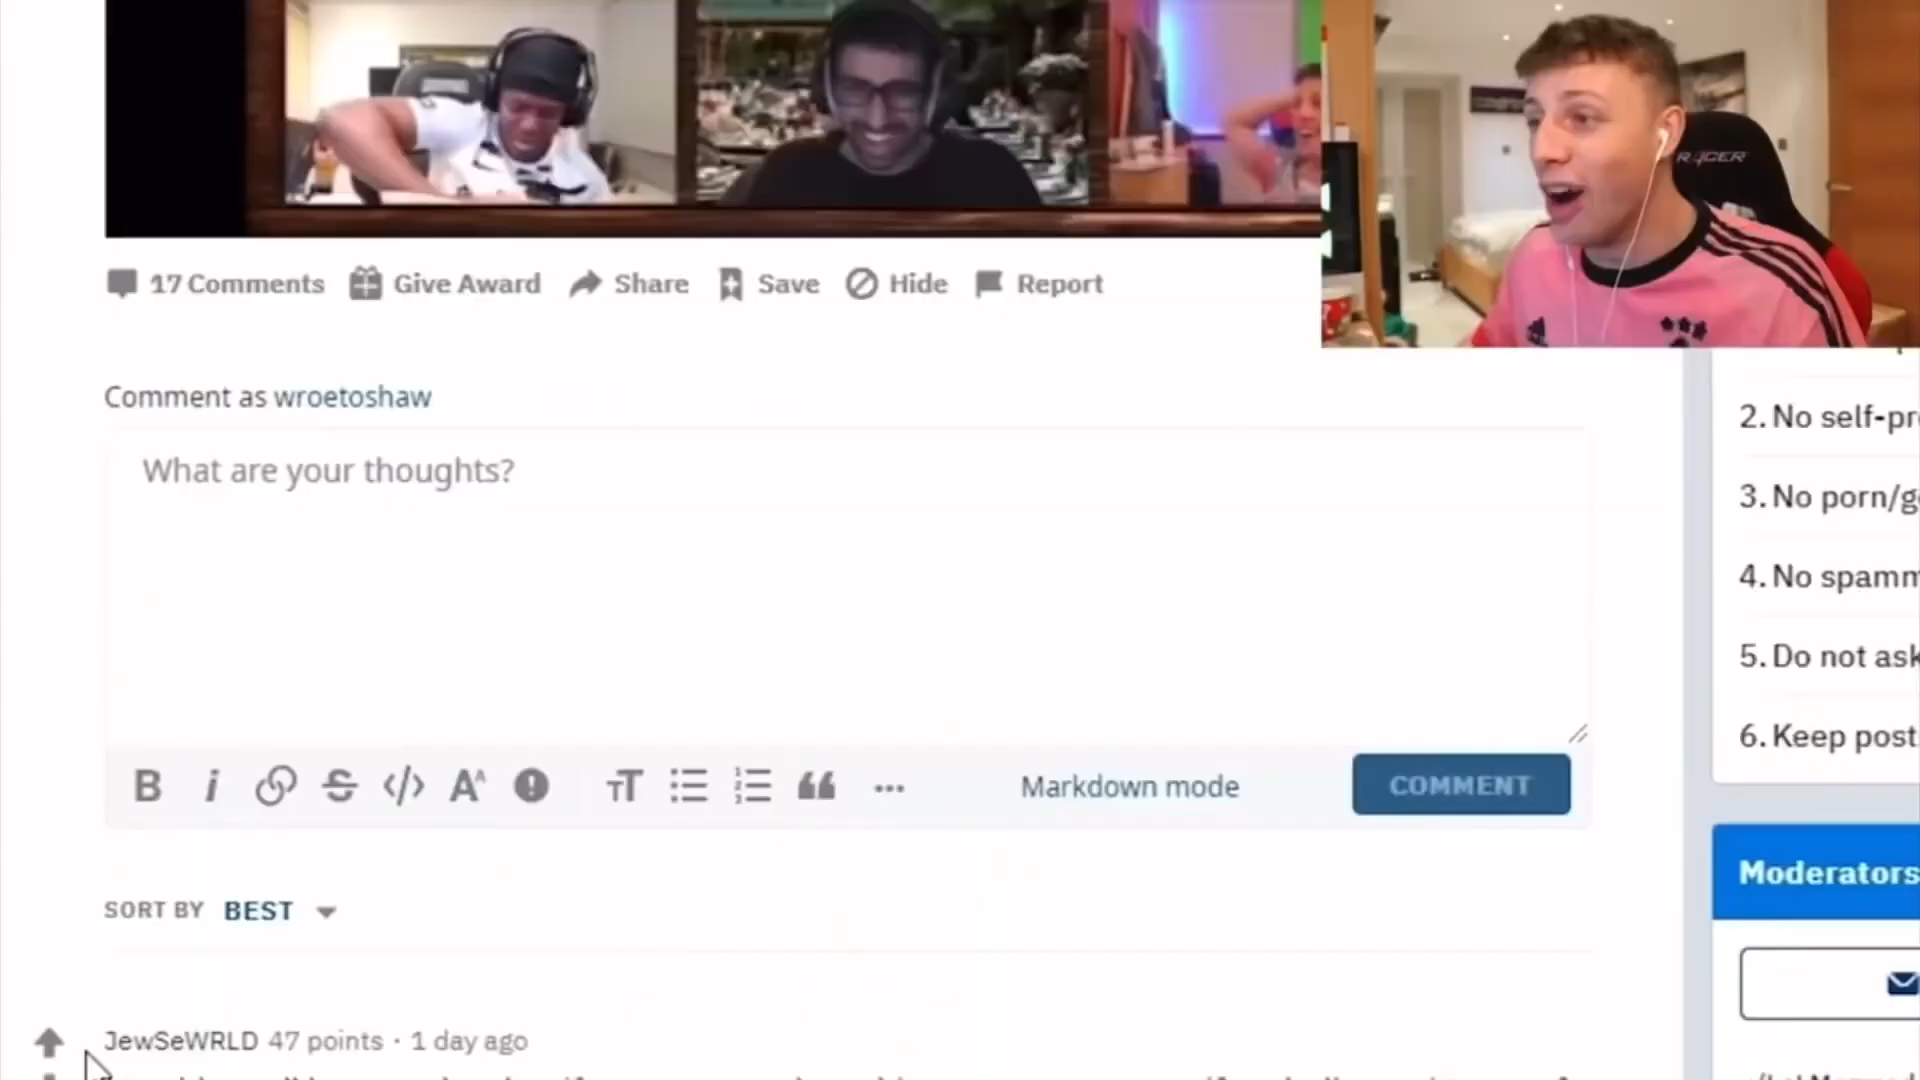 17 Comments Give Award Share Save Hide Report
RACER
Comment as wroetoshaw
What are your thoughts?
2. No self-pr
3. No porn/g
4. No spamm
5. Do not ask
6. Keep post
Markdown mode COMMENT
Moderators
SORT BY BEST
JewSeWRLD 47 points · 1 day ago